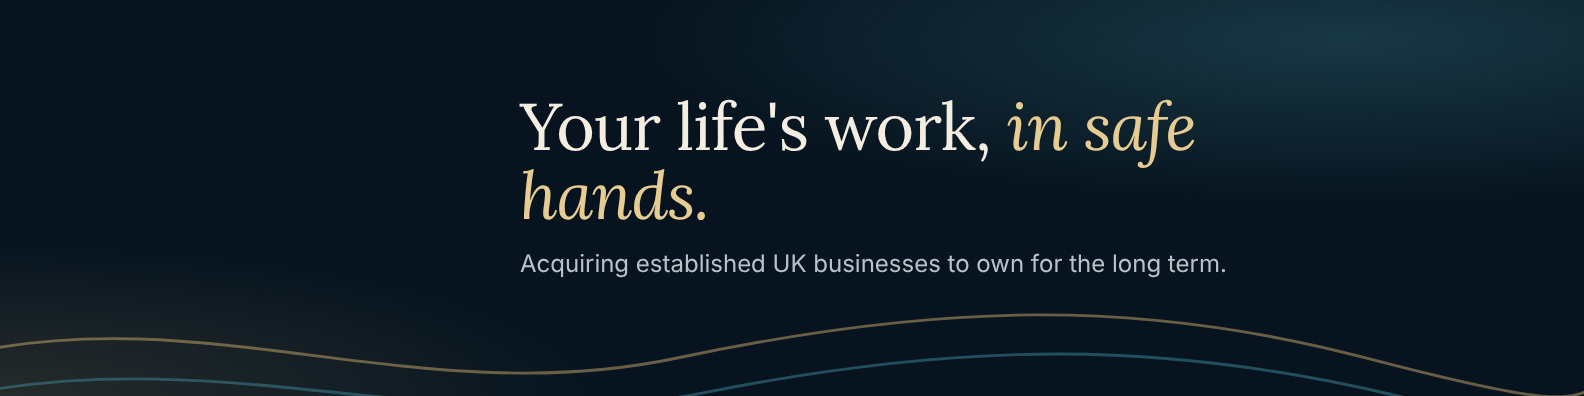 Your life's work, in safe
hands.
Acquiring established UK businesses to own for the long term.